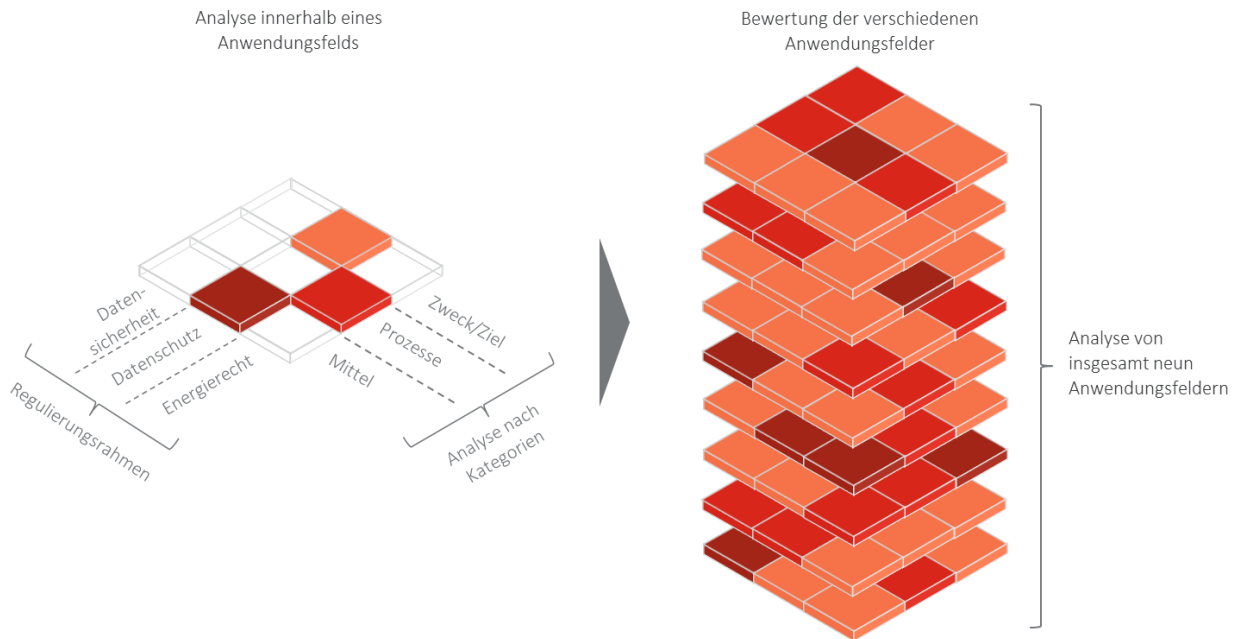 Analyse innerhalb eines
Anwendungsfelds
Daten-
sicherheit
Datenschutz
Energierecht
Regulierungsrahmen
Zweck/Ziel
Prozesse
Mittel
Analyse nach
Kategorien
Bewertung der verschiedenen
Anwendungsfelder
Analyse von
insgesamt neun
Anwendungsfeldern